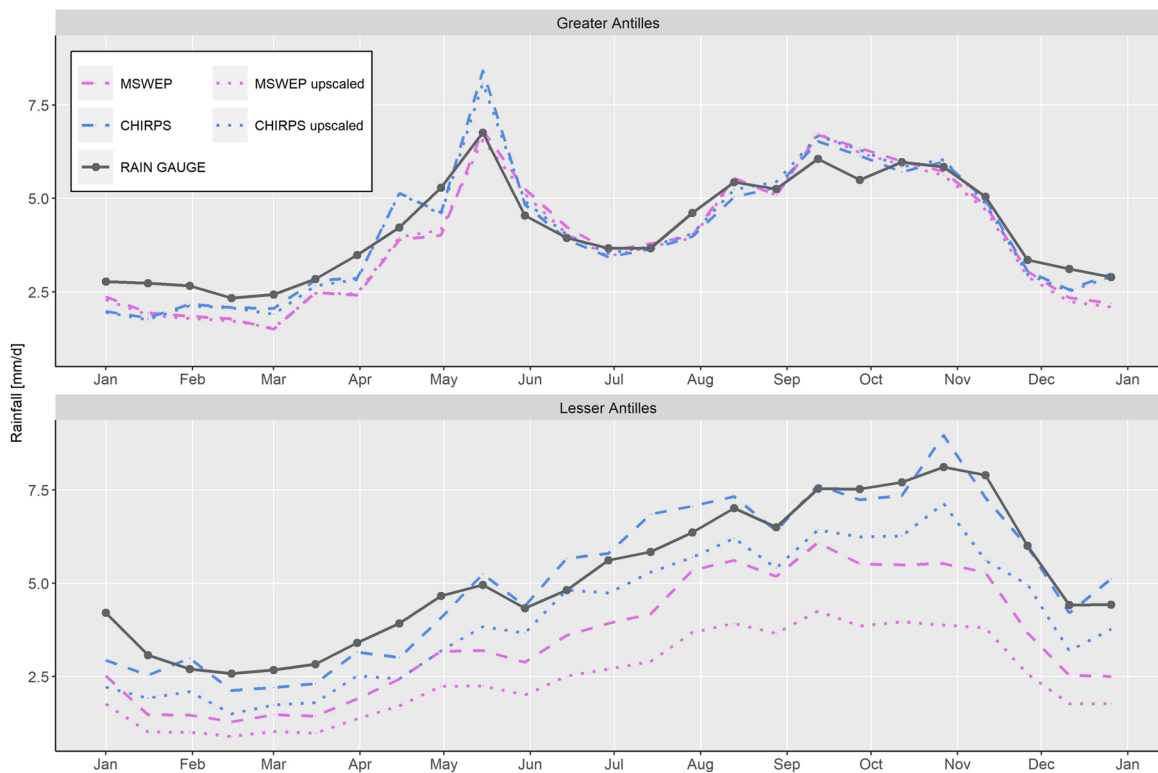 Greater Antilles
MSWEP MSWEP upscaled
CHIRPS CHIRPS upscaled
RAIN GAUGE
7.5
5.0
2.5
Jan Feb Mar Apr May Jun Jul Aug Sep Oct Nov Dec Jan
Rainfall [mm/d]
Lesser Antilles
7.5
5.0
2.5
Jan Feb Mar Apr May Jun Jul Aug Sep Oct Nov Dec Jan